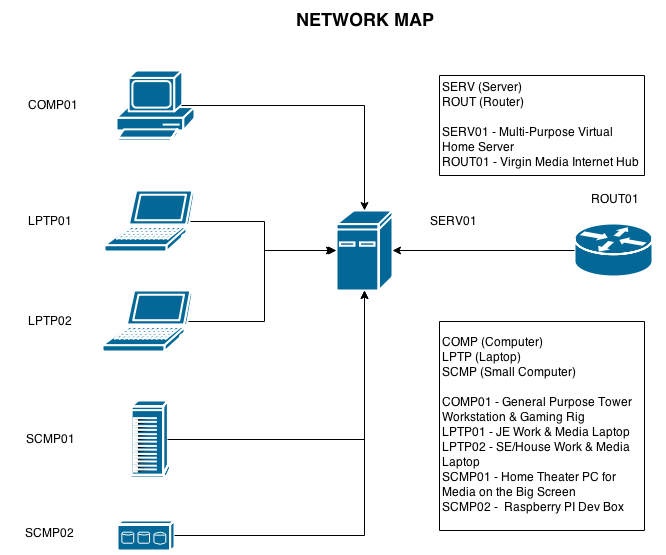 NETWORK MAP
COMP01
SERV (Server)
ROUT (Router)
SERV01 - Multi-Purpose Virtual
Home Server
ROUT01 - Virgin Media Internet Hub
LPTP01
SERV01
ROUT01
LPTP02
COMP (Computer)
LPTP (Laptop)
SCMP (Small Computer)
COMP01 - General Purpose Tower
Workstation & Gaming Rig
LPTP01 - JE Work & Media Laptop
LPTP02 - SE/House Work & Media
Laptop
SCMP01 - Home Theater PC for
Media on the Big Screen
SCMP02 -  Raspberry PI Dev Box
SCMP01
SCMP02